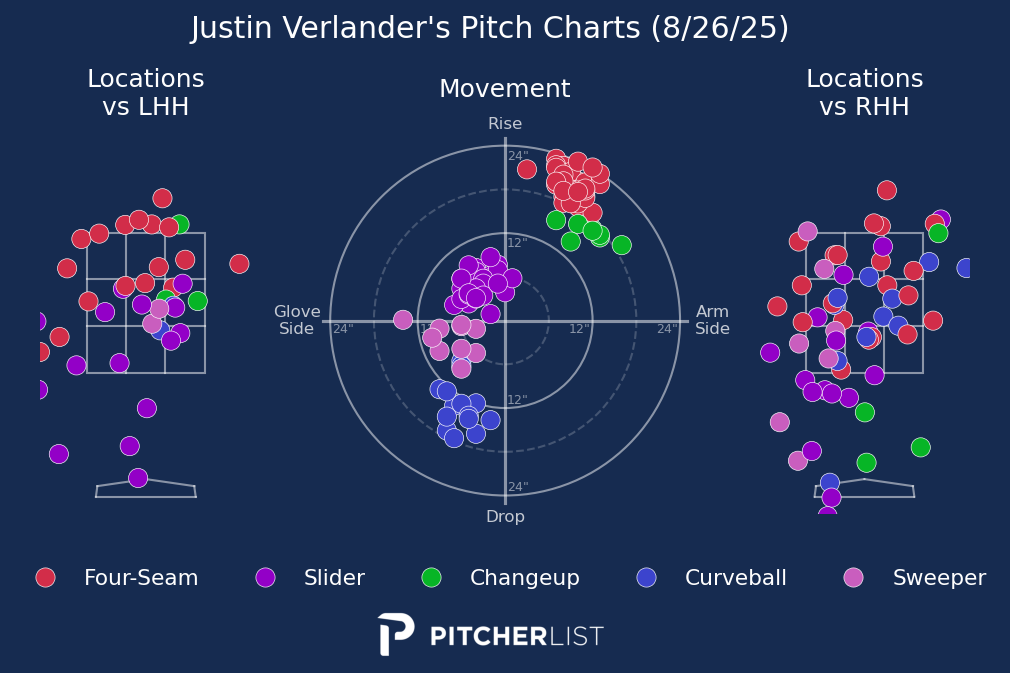 Justin Verlander's Pitch Charts (8/26/25)
Locations
vs LHH
Movement
Locations
vs RHH
Rise
24"
12"
Glove
Side
24"
12"
24"
Arm
Side
12"
24"
Drop
Four-Seam
Slider
Changeup
Curveball
Sweeper
PITCHERLIST